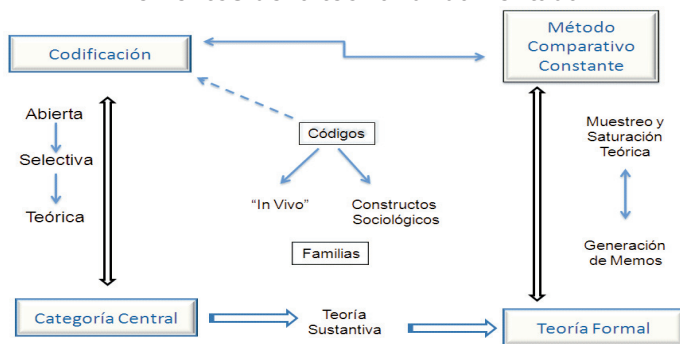 Método
Comparativo
Constante
Codificación
Abierta
Selectiva
Teórica
Códigos
"In Vivo"
Constructos
Sociológicos
Familias
Muestreo y
Saturación
Teórica
Generación
de Memos
Categoría Central
Teoría
Sustantiva
Teoría Formal